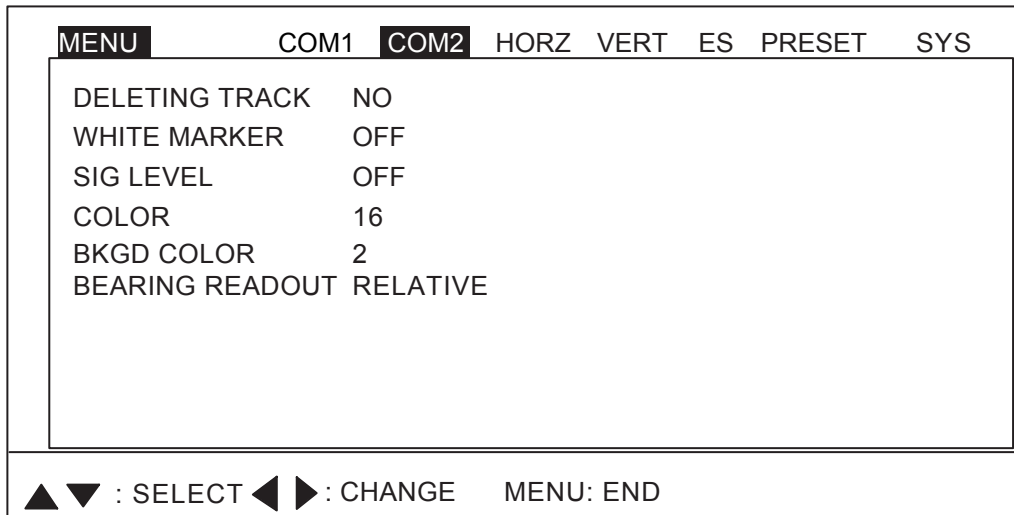 MENU COM1 COM2 HORZ VERT ES PRESET SYS
DELETING TRACK NO
WHITE MARKER OFF
SIG LEVEL OFF
COLOR 16
BKGD COLOR 2
BEARING READOUT RELATIVE
▲ ▼ : SELECT ◀ ▶ : CHANGE MENU: END